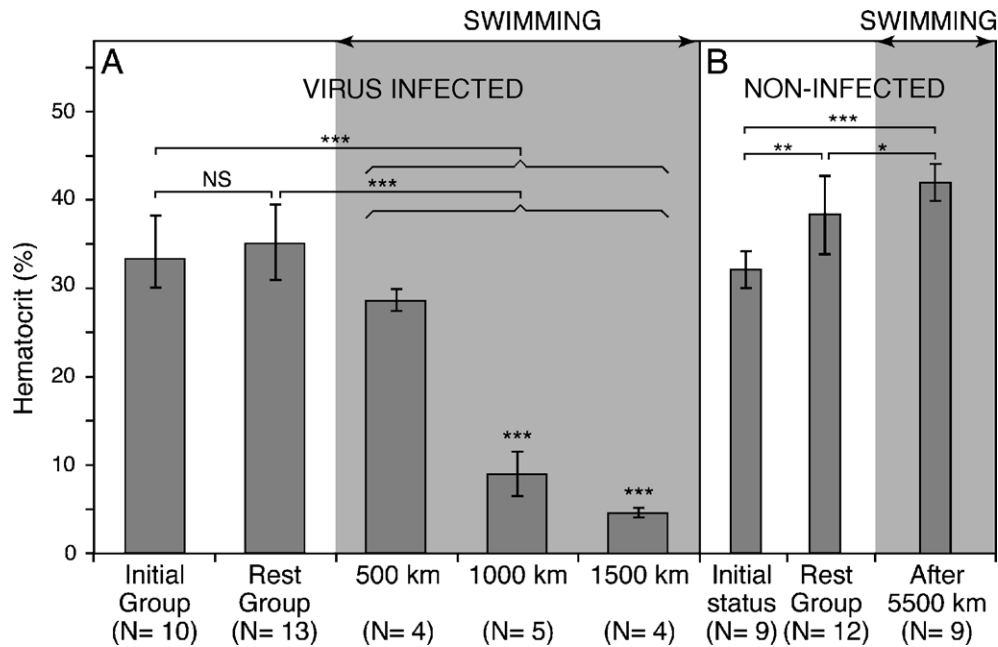 SWIMMING
SWIMMING
A
B
VIRUS INFECTED
NON-INFECTED
Hematocrit (%)
50
40
30
20
10
0
***
NS
***
***
***
***
**
*
Initial
Group
(N= 10)
Rest
Group
(N= 13)
500 km
(N= 4)
1000 km
(N= 5)
1500 km
(N= 4)
Initial
status
(N= 9)
Rest
Group
(N= 12)
After
5500 km
(N= 9)